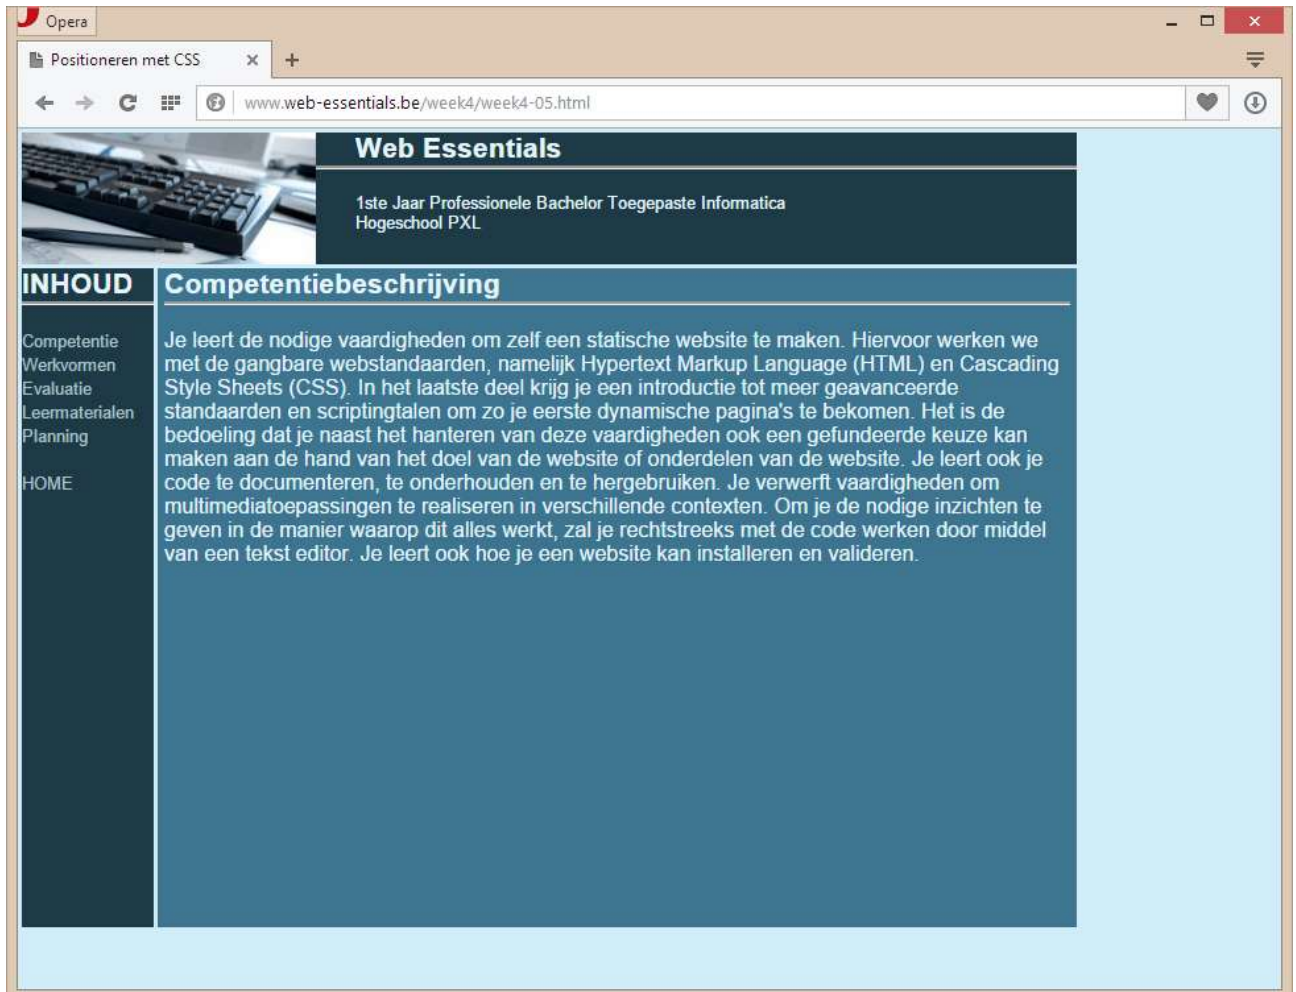 Opera
Positioneren met CSS
www.web-essentials.be/week4/week4-05.html
Web Essentials
1ste Jaar Professionele Bachelor Toegepaste Informatica
Hogeschool PXL
INHOUD
Competentie
Werkvormen
Evaluatie
Leermaterialen
Planning
HOME
Competentiebeschrijving
Je leert de nodige vaardigheden om zelf een statische website te maken. Hiervoor werken we
met de gangbare webstandaarden, namelijk Hypertext Markup Language (HTML) en Cascading
Style Sheets (CSS). In het laatste deel krijg je een introductie tot meer geavanceerde
standaarden en scriptingtalen om zo je eerste dynamische pagina's te bekomen. Het is de
bedoeling dat je naast het hanteren van deze vaardigheden ook een gefundeerde keuze kan
maken aan de hand van het doel van de website of onderdelen van de website. Je leert ook je
code te documenteren, te onderhouden en te hergebruiken. Je verwerft vaardigheden om
multimediatoepassingen te realiseren in verschillende contexten. Om je de nodige inzichten te
geven in de manier waarop dit alles werkt, zal je rechtstreeks met de code werken door middel
van een tekst editor. Je leert ook hoe je een website kan installeren en valideren.